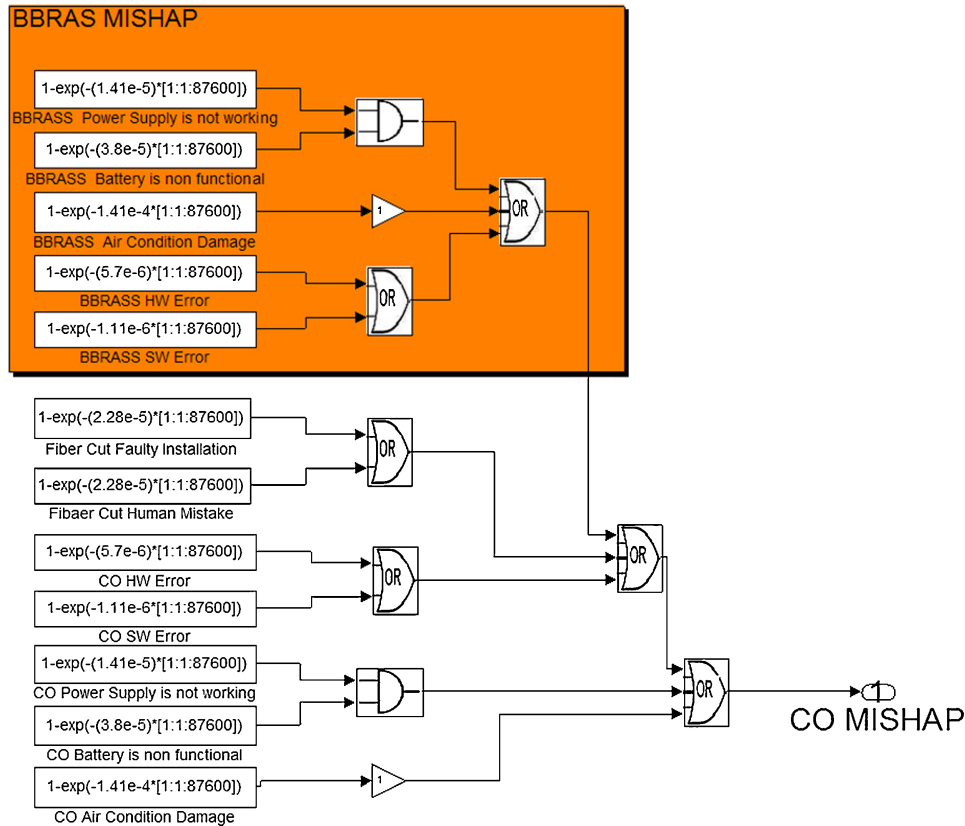 BBRAS MISHAP
1-exp(-(1.41e-5)*[1:1:87600])
BBRASS Power Supply is not working
1-exp(-(3.8e-5)*[1:1:87600])
BBRASS Battery is non functional
1-exp(-1.41e-4*[1:1:87600])
BBRASS Air Condition Damage
1
OR
1-exp(-(5.7e-6)*[1:1:87600])
BBRASS HW Error
OR
1-exp(-1.11e-6*[1:1:87600])
BBRASS SW Error
1-exp(-(2.28e-5)*[1:1:87600])
Fiber Cut Faulty Installation
OR
1-exp(-(2.28e-5)*[1:1:87600])
Fibaer Cut Human Mistake
1-exp(-(5.7e-6)*[1:1:87600])
CO HW Error
OR
OR
1-exp(-1.11e-6*[1:1:87600])
CO SW Error
1-exp(-(1.41e-5)*[1:1:87600])
CO Power Supply is not working
OR
1
CO MISHAP
1-exp(-(3.8e-5)*[1:1:87600])
CO Battery is non functional
1-exp(-1.41e-4*[1:1:87600])
1
CO Air Condition Damage